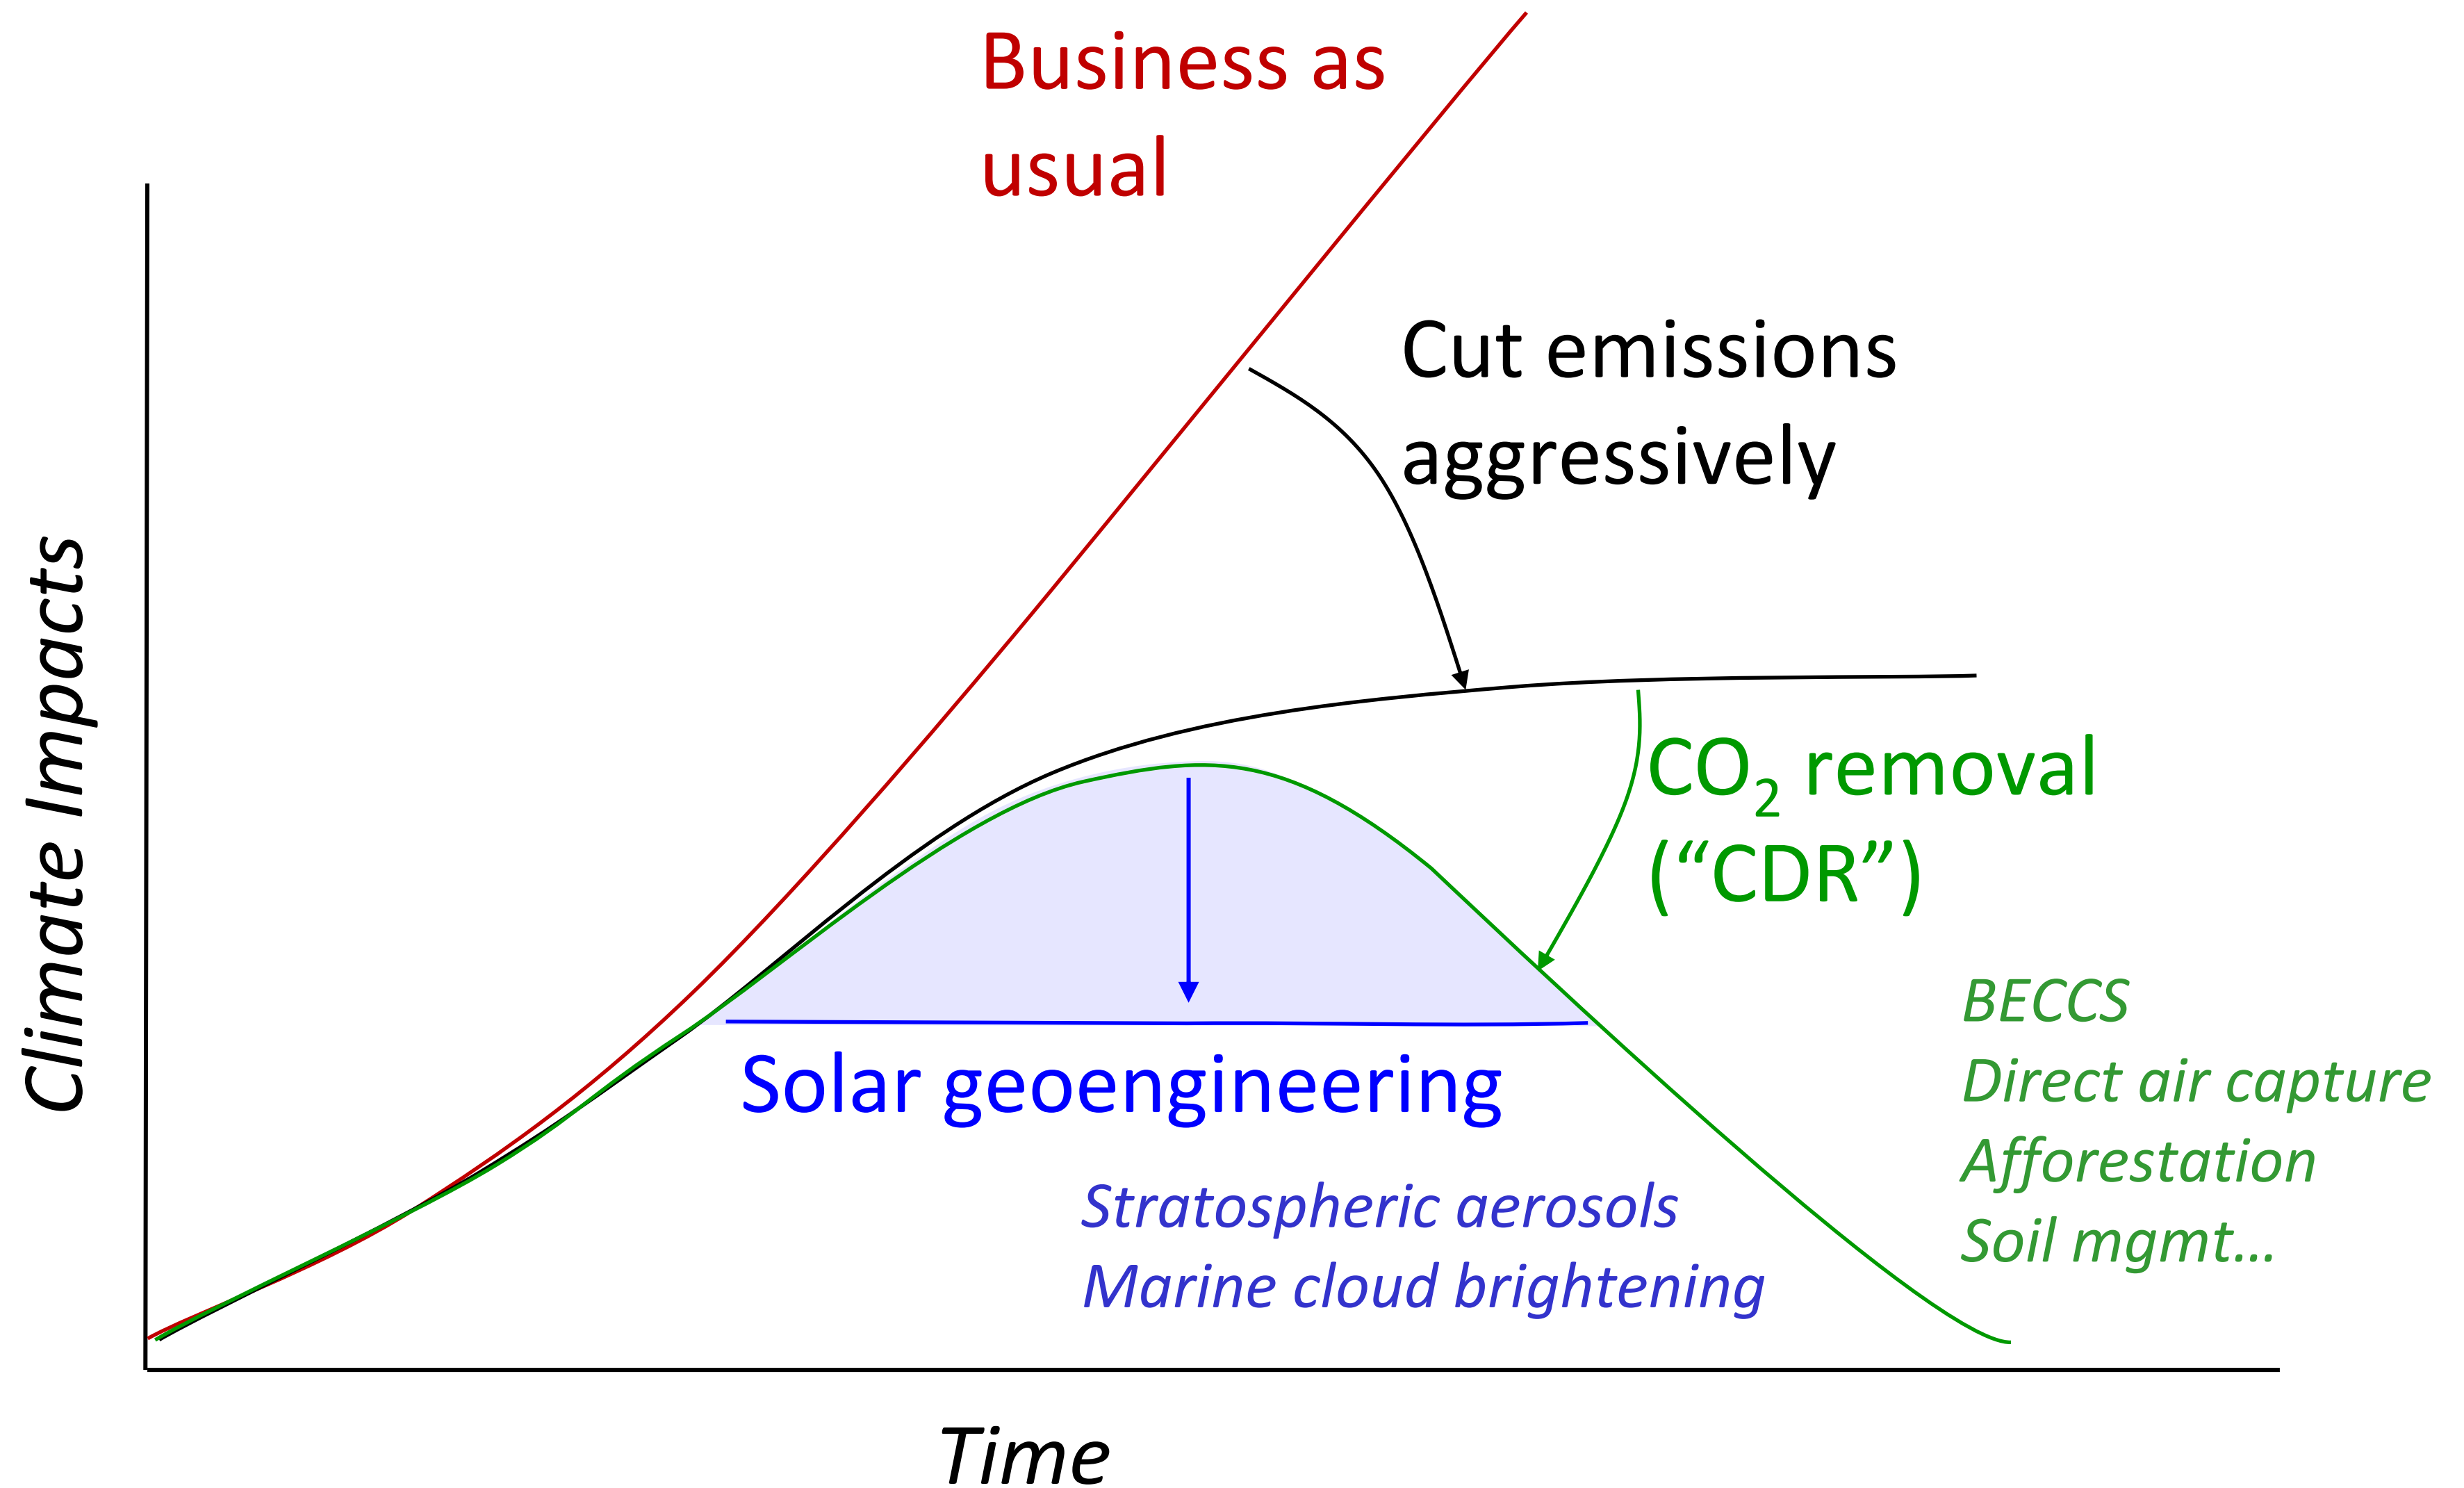 Business as
usual
Cut emissions
aggressively
Climate Impacts
CO₂ removal
(“CDR”)
BECCS
Direct air capture
Afforestation
Soil mgmt...
Solar geoengineering
Stratospheric aerosols
Marine cloud brightening
Time